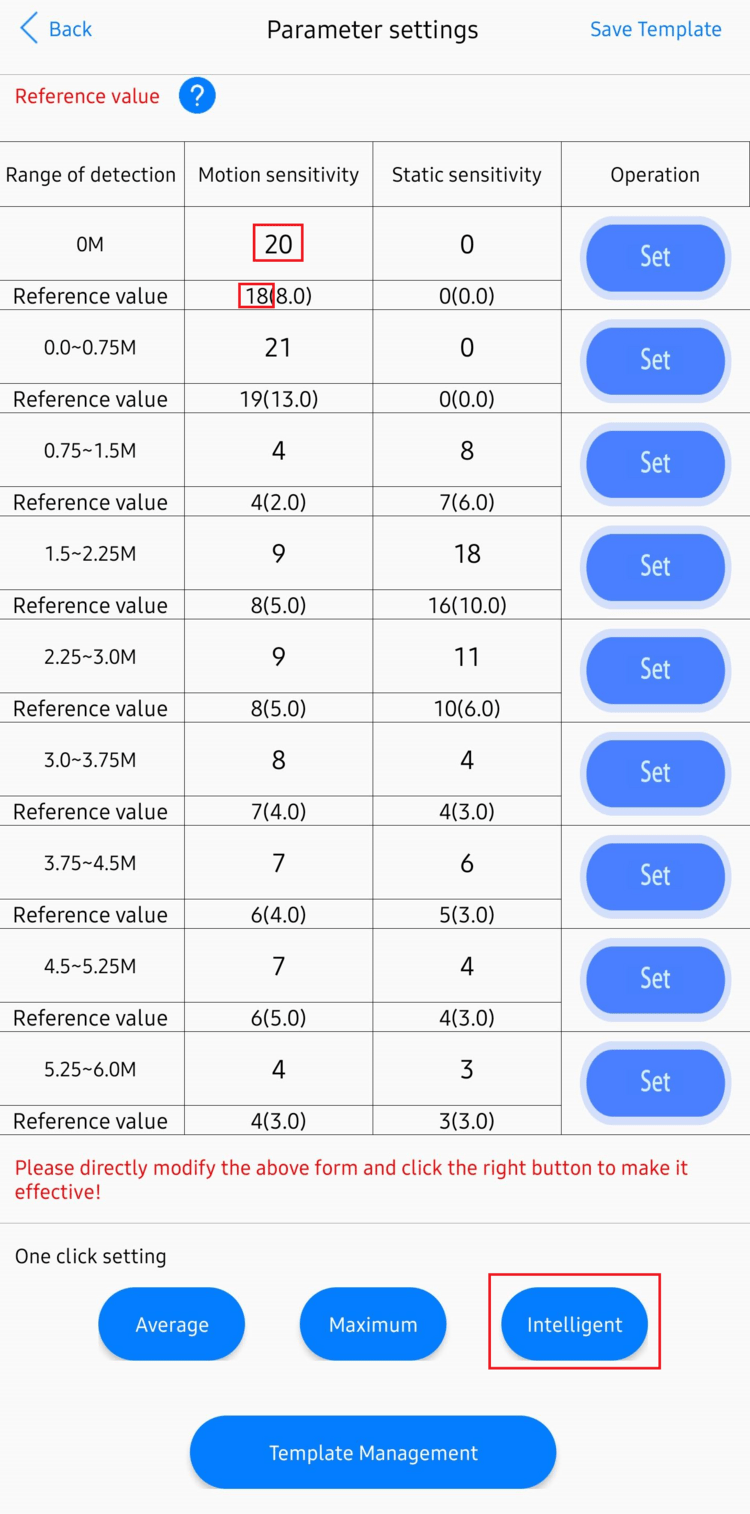 Back Parameter settings Save Template
Reference value ?
Range of detection Motion sensitivity Static sensitivity Operation
0M 20 0 Set
Reference value 18(8.0) 0(0.0)
0.0~0.75M 21 0 Set
Reference value 19(13.0) 0(0.0)
0.75~1.5M 4 8 Set
Reference value 4(2.0) 7(6.0)
1.5~2.25M 9 18 Set
Reference value 8(5.0) 16(10.0)
2.25~3.0M 9 11 Set
Reference value 8(5.0) 10(6.0)
3.0~3.75M 8 4 Set
Reference value 7(4.0) 4(3.0)
3.75~4.5M 7 6 Set
Reference value 6(4.0) 5(3.0)
4.5~5.25M 7 4 Set
Reference value 6(5.0) 4(3.0)
5.25~6.0M 4 3 Set
Reference value 4(3.0) 3(3.0)
Please directly modify the above form and click the right button to make it
effective!
One click setting
Average Maximum Intelligent
Template Management